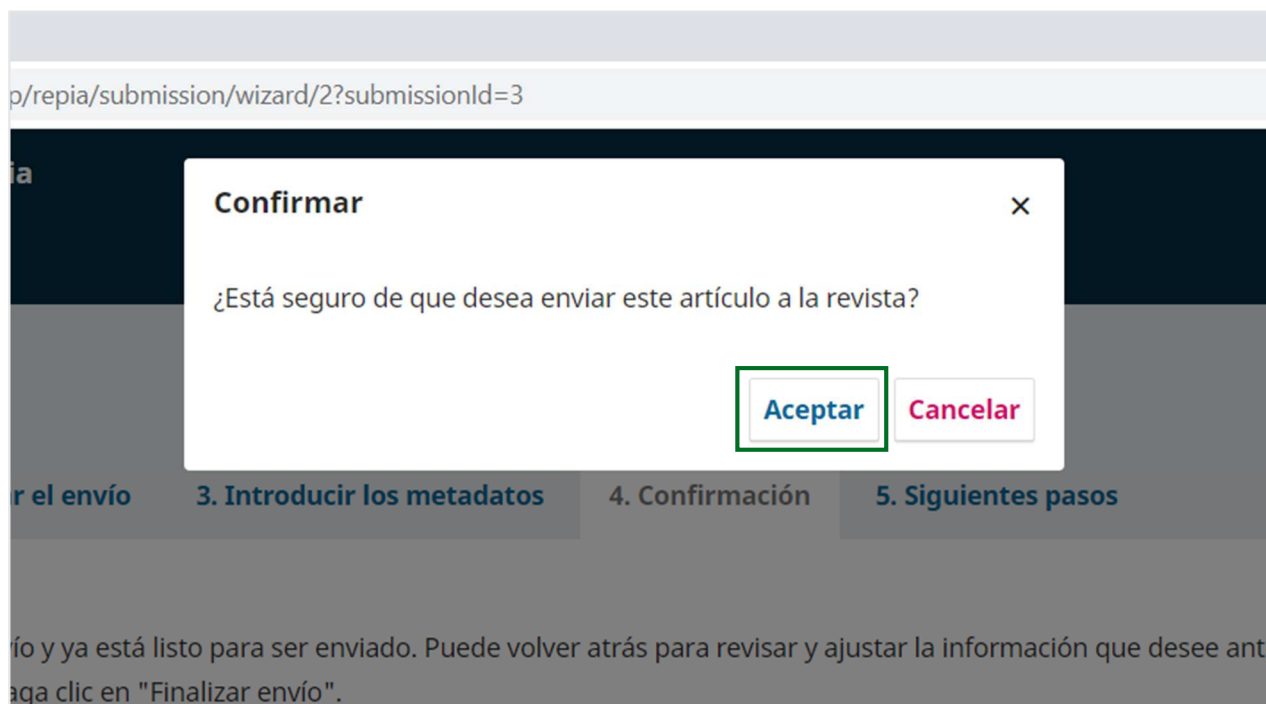 p/repia/submission/wizard/2?submissionId=3
ia
Confirmar
×
¿Está seguro de que desea enviar este artículo a la revista?
Aceptar Cancelar
r el envío 3. Introducir los metadatos 4. Confirmación 5. Siguientes pasos
ío y ya está listo para ser enviado. Puede volver atrás para revisar y ajustar la información que desee ant
aga clic en "Finalizar envío".